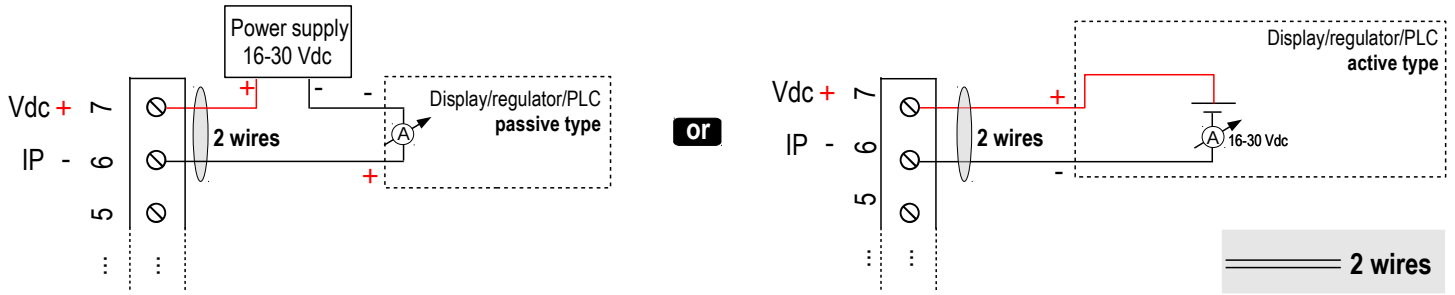 Power supply
16-30 Vdc
+
-
-
Display/regulator/PLC
passive type
Vdc +
7
A
2 wires
IP -
6
+
5
...
...
or
Display/regulator/PLC
active type
Vdc +
7
+
2 wires
A
16-30 Vdc
IP -
6
-
5
...
...
2 wires